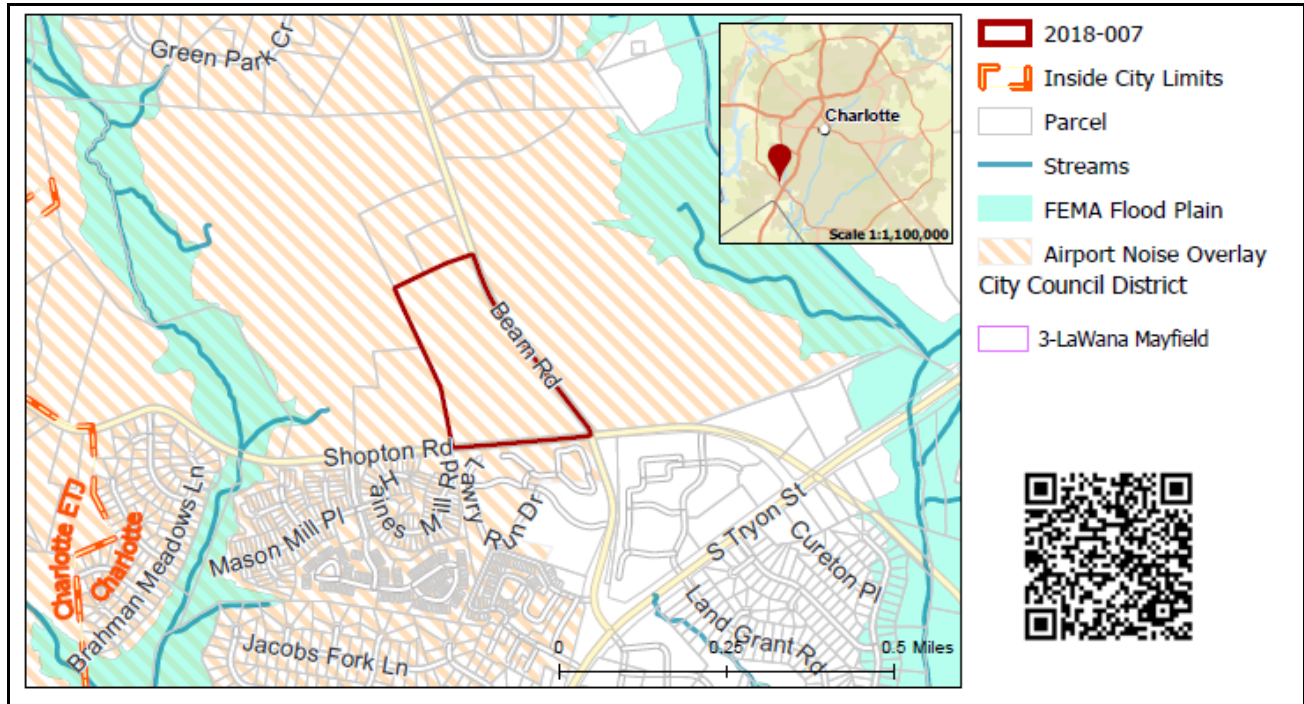 Green Park Cr
Charlotte
Scale 1:1,100,000
Beam Rd
Shopton Rd
Lawry Run Dr
Haines Mill Rd
Mason Mill Pl
Brahman Meadows Ln
Charlotte ETJ
Charlotte
S Tryon St
Cureton Pl
Land Grant Rd
Jacobs Fork Ln
0 0.25 0.5 Miles
2018-007
Inside City Limits
Parcel
Streams
FEMA Flood Plain
Airport Noise Overlay
City Council District
3-LaWana Mayfield